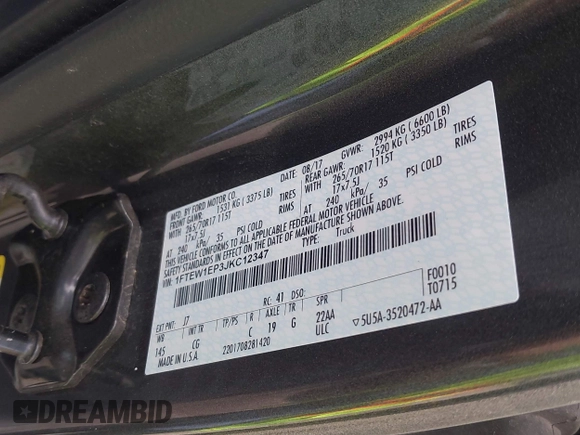 MFD. BY FORD MOTOR CO.
08/17 GVWR: 2994 KG ( 6600 LB)
FRONT GAWR: 1531 KG ( 3375 LB) REAR GAWR: 1520 KG ( 3350 LB)
WITH 265/70R17 115T TIRES WITH 265/70R17 115T TIRES
17x7.5J RIMS 17x7.5J RIMS
AT 240 kPa/ 35 PSI COLD AT 240 kPa/ 35 PSI COLD
THIS VEHICLE CONFORMS TO ALL APPLICABLE FEDERAL MOTOR VEHICLE
SAFETY STANDARDS IN EFFECT ON THE DATE OF MANUFACTURE SHOWN ABOVE.
VIN: 1FTEW1EP3JKC12347
TYPE: Truck
F0010
T0715
EXT PNT: J7 RC: 41 DSO:
WB INT TR TP/PS R AXLE TR SPR
145 CG C 19 G 22AA
ULC
▽5U5A-3520472-AA
MADE IN U.S.A. 2201708281420
DREAMBID